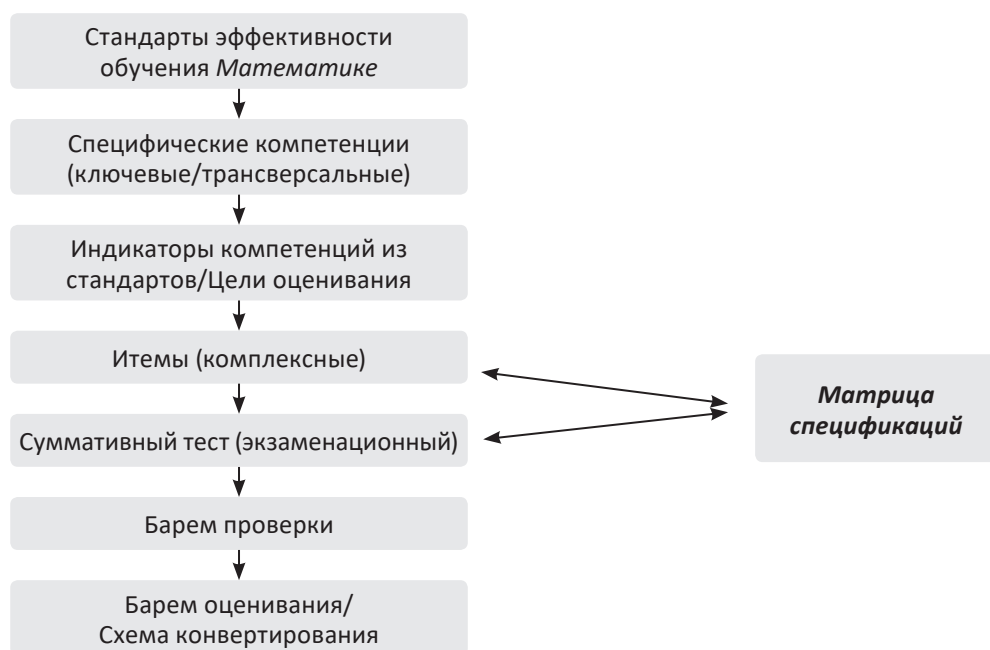 Стандарты эффективности
обучения Математике
Специфические компетенции
(ключевые/трансверсальные)
Индикаторы компетенций из
стандартов/Цели оценивания
Итемы (комплексные)
Суммативный тест (экзаменационный)
Барем проверки
Барем оценивания/
Схема конвертирования
Матрица
спецификаций